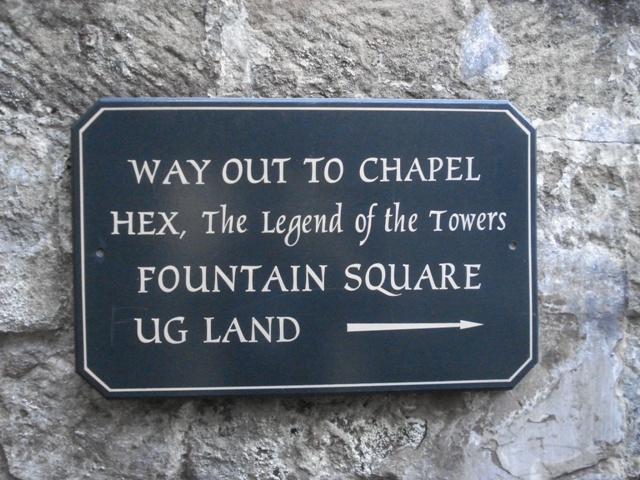 WAY OUT TO CHAPEL
HEX, The Legend of the Towers
FOUNTAIN SQUARE
UG LAND